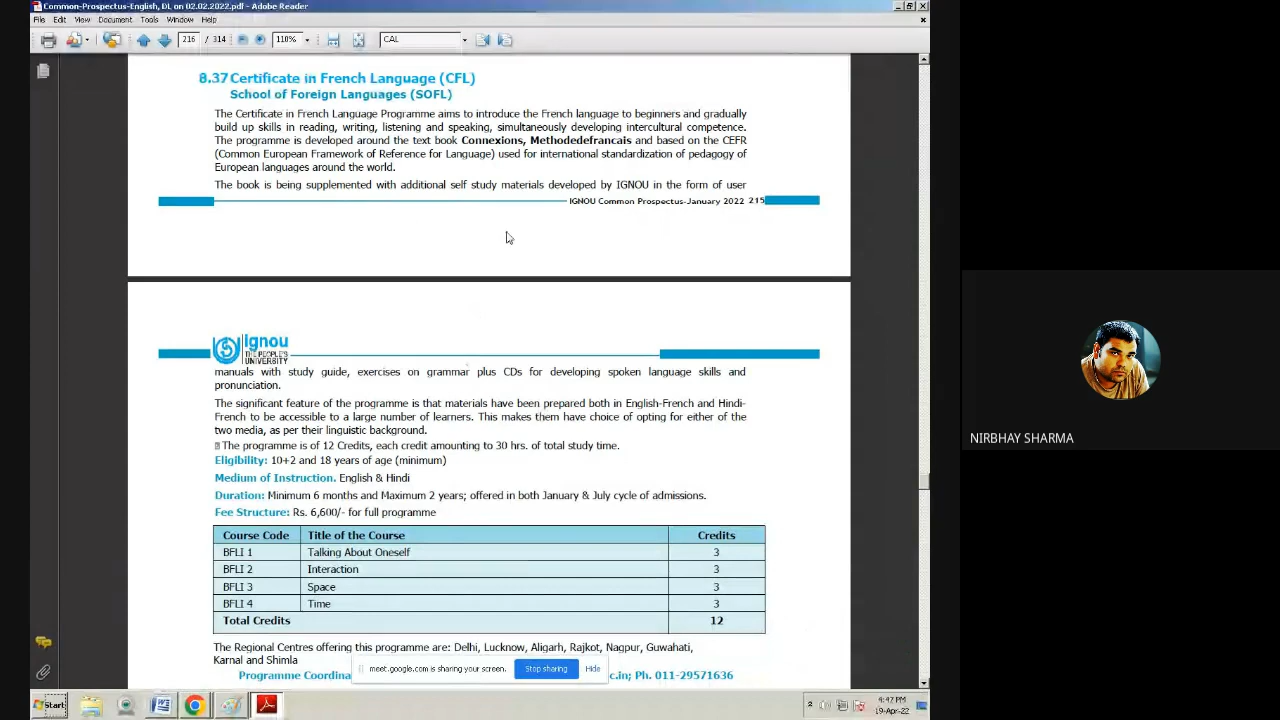 Common-Prospectus-English, DL on 02.02.2022.pdf - Adobe Reader
File Edit View Document Tools Window Help
216 / 314 110% CAL
8.37 Certificate in French Language (CFL)
School of Foreign Languages (SOFL)
The Certificate in French Language Programme aims to introduce the French language to beginners and gradually
build up skills in reading, writing, listening and speaking, simultaneously developing intercultural competence.
The programme is developed around the text book Connexions, Methodedefrancais and based on the CEFR
(Common European Framework of Reference for Language) used for international standardization of pedagogy of
European languages around the world.
The book is being supplemented with additional self study materials developed by IGNOU in the form of user
IGNOU Common Prospectus-January 2022 215
ignou
THE PEOPLE'S
UNIVERSITY
manuals with study guide, exercises on grammar plus CDs for developing spoken language skills and
pronunciation.
The significant feature of the programme is that materials have been prepared both in English-French and Hindi-
French to be accessible to a large number of learners. This makes them have choice of opting for either of the
two media, as per their linguistic background.
The programme is of 12 Credits, each credit amounting to 30 hrs. of total study time.
Eligibility: 10+2 and 18 years of age (minimum)
Medium of Instruction. English & Hindi
Duration: Minimum 6 months and Maximum 2 years; offered in both January & July cycle of admissions.
Fee Structure: Rs. 6,600/- for full programme
Course Code Title of the Course Credits
BFLI 1 Talking About Oneself 3
BFLI 2 Interaction 3
BFLI 3 Space 3
BFLI 4 Time 3
Total Credits 12
The Regional Centres offering this programme are: Delhi, Lucknow, Aligarh, Rajkot, Nagpur, Guwahati,
Karnal and Shimla
meet.google.com is sharing your screen. Stop sharing Hide
Programme Coordina c.in; Ph. 011-29571636
Start
2
4:47 PM
19-Apr-22
NIRBHAY SHARMA